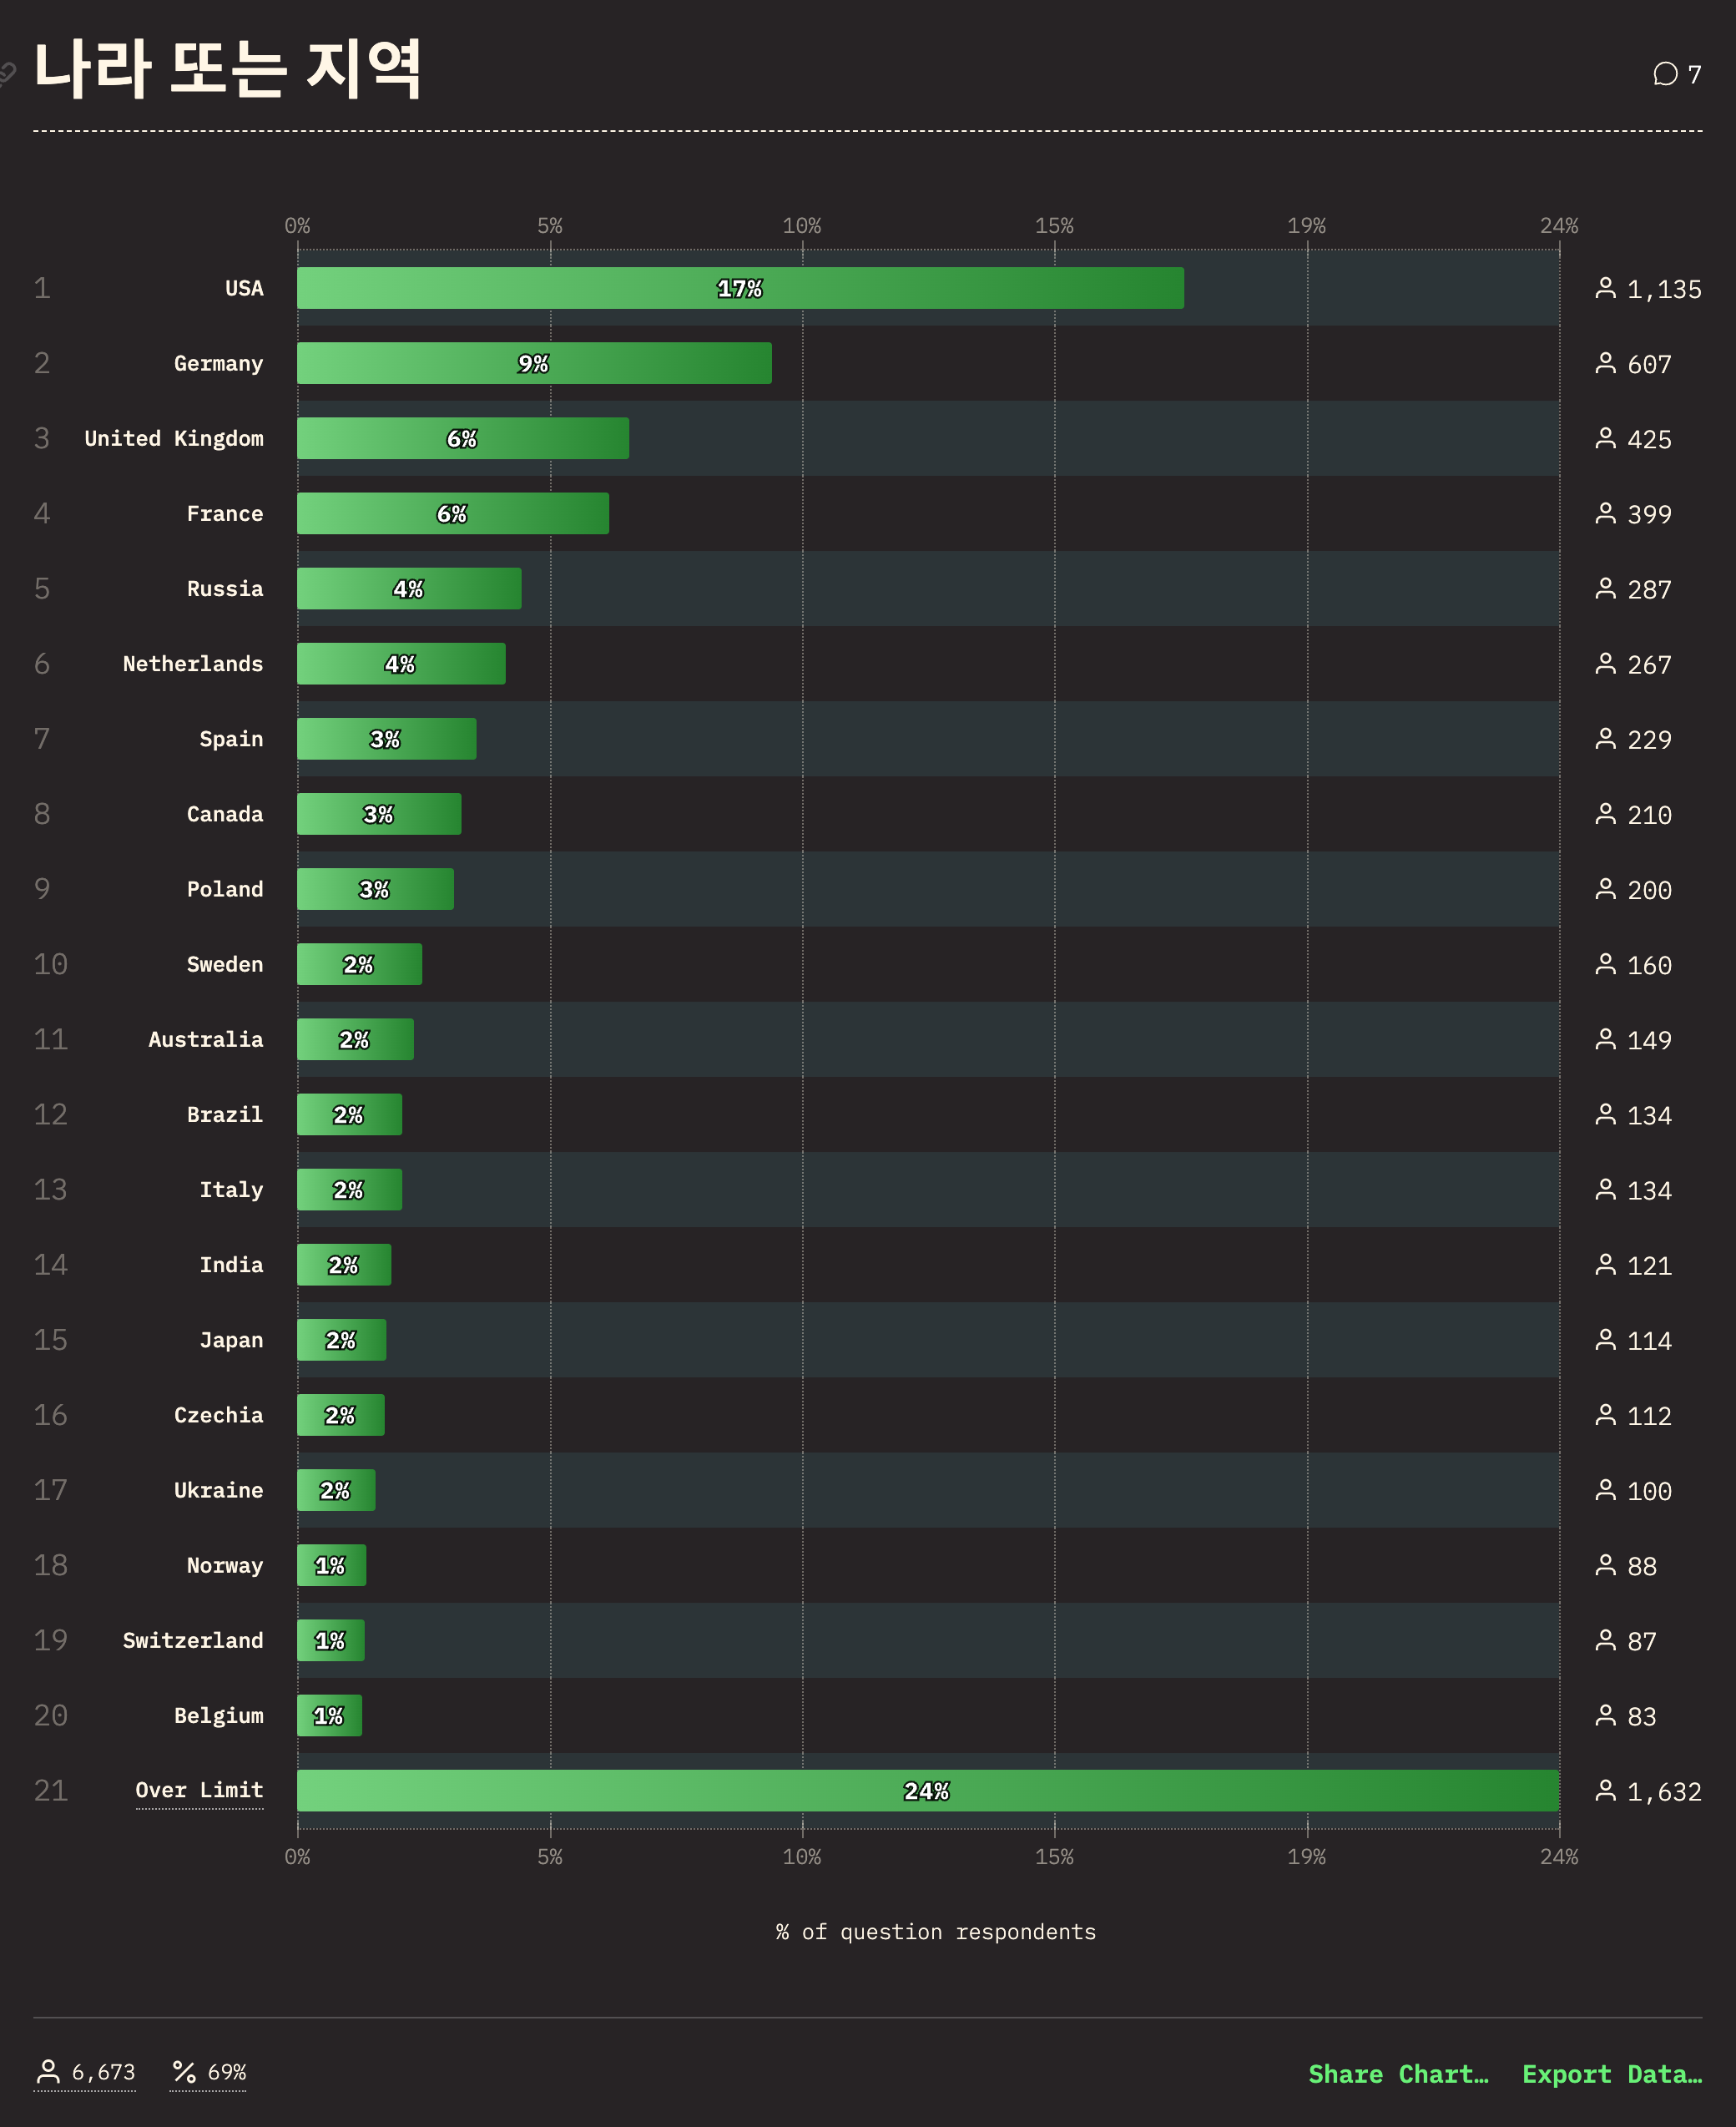 나라 또는 지역
7
0% 5% 10% 15% 19% 24%
1 USA 17% 1,135
2 Germany 9% 607
3 United Kingdom 6% 425
4 France 6% 399
5 Russia 4% 287
6 Netherlands 4% 267
7 Spain 3% 229
8 Canada 3% 210
9 Poland 3% 200
10 Sweden 2% 160
11 Australia 2% 149
12 Brazil 2% 134
13 Italy 2% 134
14 India 2% 121
15 Japan 2% 114
16 Czechia 2% 112
17 Ukraine 2% 100
18 Norway 1% 88
19 Switzerland 1% 87
20 Belgium 1% 83
21 Over Limit 24% 1,632
0% 5% 10% 15% 19% 24%
% of question respondents
6,673 % 69% Share Chart… Export Data…